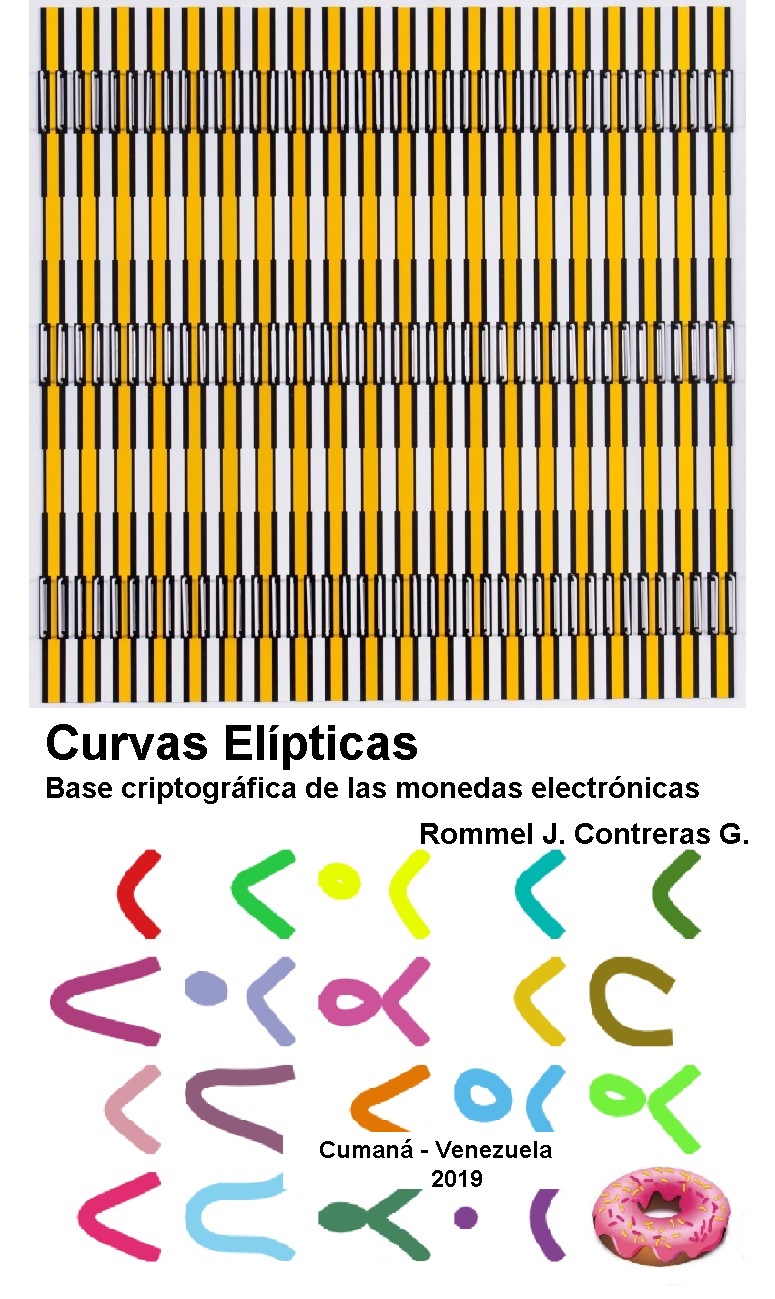 Curvas Elípticas
Base criptográfica de las monedas electrónicas
Rommel J. Contreras G.
Cumaná - Venezuela
2019